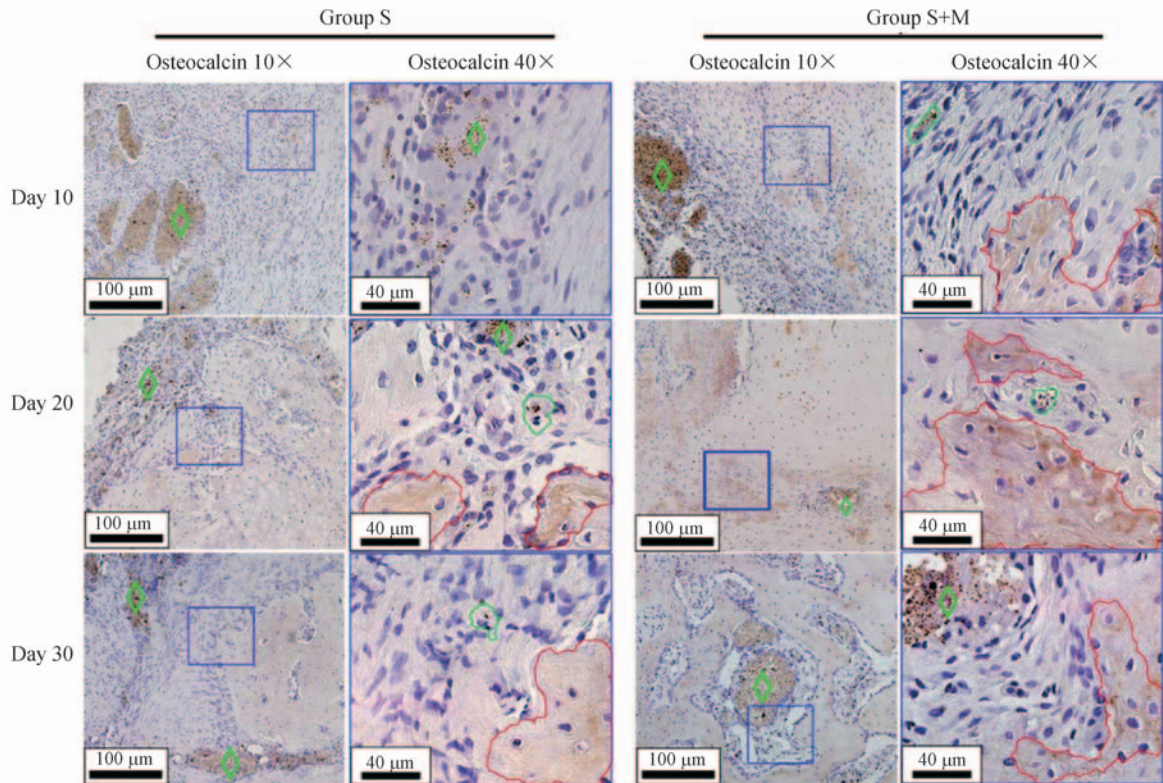 Group S Group S+M
Osteocalcin 10× Osteocalcin 40× Osteocalcin 10× Osteocalcin 40×
Day 10
100 μm 40 μm 100 μm 40 μm
Day 20
100 μm 40 μm 100 μm 40 μm
Day 30
100 μm 40 μm 100 μm 40 μm